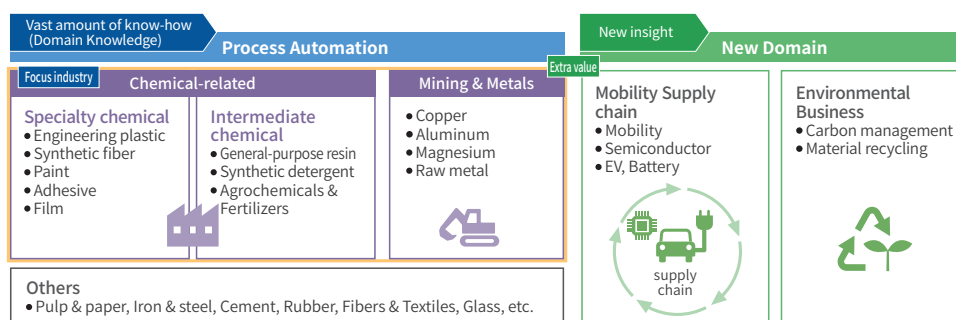 Vast amount of know-how
(Domain Knowledge)
Process Automation
New insight
New Domain
Focus industry
Chemical-related
Mining & Metals
Extra value
Specialty chemical
● Engineering plastic
● Synthetic fiber
● Paint
● Adhesive
● Film
Intermediate
chemical
● General-purpose resin
● Synthetic detergent
● Agrochemicals &
Fertilizers
● Copper
● Aluminum
● Magnesium
● Raw metal
Mobility Supply
chain
● Mobility
● Semiconductor
● EV, Battery
supply
chain
Environmental
Business
● Carbon management
● Material recycling
Others
● Pulp & paper, Iron & steel, Cement, Rubber, Fibers & Textiles, Glass, etc.